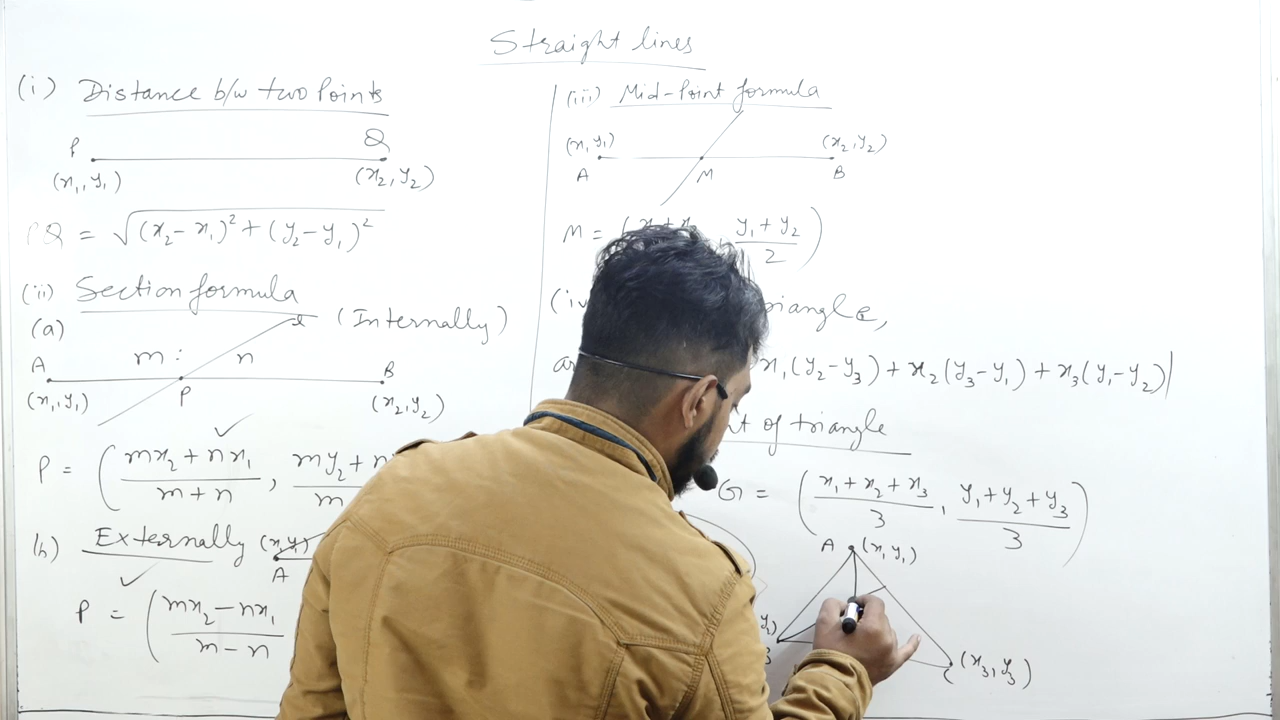 Straight lines
(i) Distance b/w two Points
P Q
(x₁, y₁) (x₂, y₂)
PQ = √(x₂-x₁)² + (y₂-y₁)²
(ii) Section formula
(a) (Internally)
A m : n B
(x₁, y₁) P (x₂, y₂)
P = (mx₂ + nx₁ / m + n , my₂ + n / m
(b) Externally (x₁, y₁)
A
P = (mx₂ - nx₁ / m - n
(iii) Mid-Point formula
(x₁, y₁) (x₂, y₂)
A M B
M = ( y₁ + y₂ / 2 )
(iv
x₁(y₂-y₃) + x₂(y₃-y₁) + x₃(y₁-y₂)|
of triangle
G = (x₁ + x₂ + x₃ / 3 , y₁ + y₂ + y₃ / 3)
A (x₁, y₁)
C (x₃, y₃)